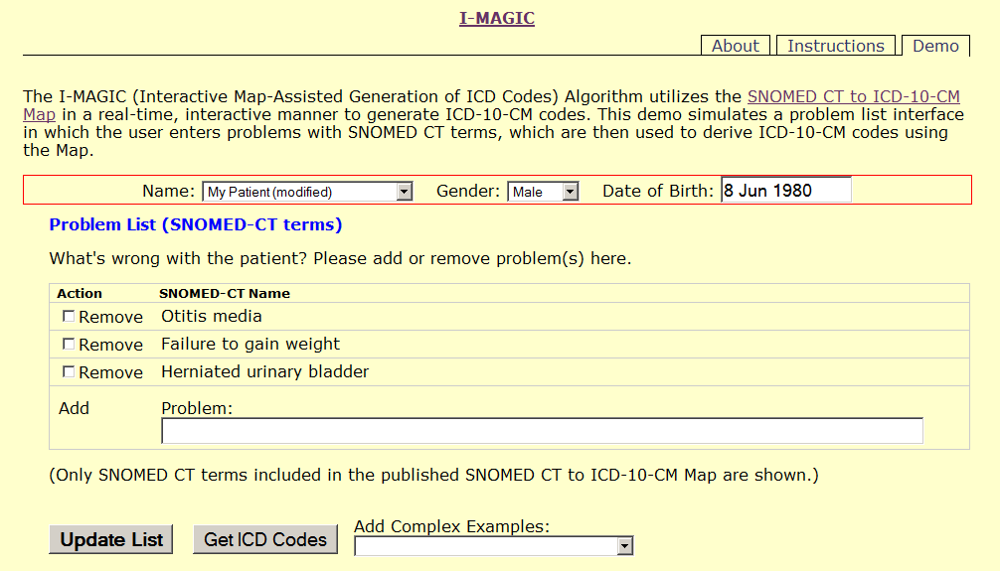 I-MAGIC
About Instructions Demo
The I-MAGIC (Interactive Map-Assisted Generation of ICD Codes) Algorithm utilizes the SNOMED CT to ICD-10-CM
Map in a real-time, interactive manner to generate ICD-10-CM codes. This demo simulates a problem list interface
in which the user enters problems with SNOMED CT terms, which are then used to derive ICD-10-CM codes using
the Map.
Name: My Patient (modified) Gender: Male Date of Birth: 8 Jun 1980
Problem List (SNOMED-CT terms)
What's wrong with the patient? Please add or remove problem(s) here.
Action SNOMED-CT Name
Remove Otitis media
Remove Failure to gain weight
Remove Herniated urinary bladder
Add Problem:
(Only SNOMED CT terms included in the published SNOMED CT to ICD-10-CM Map are shown.)
Add Complex Examples:
Update List Get ICD Codes